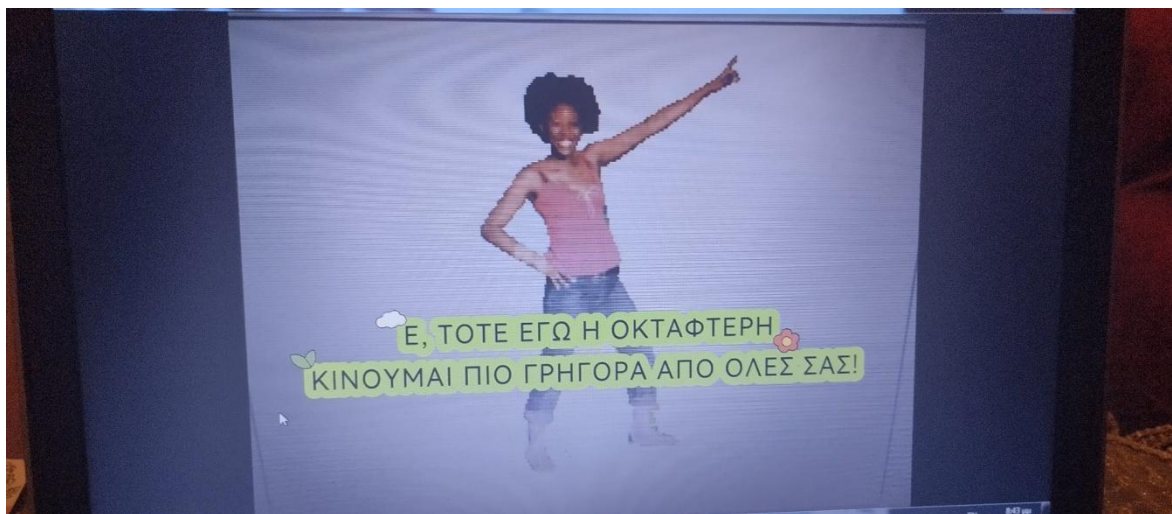 Ε, ΤΟΤΕ ΕΓΩ Η ΟΚΤΑΦΤΕΡΗ
ΚΙΝΟΥΜΑΙ ΠΙΟ ΓΡΗΓΟΡΑ ΑΠΟ ΟΛΕΣ ΣΑΣ!